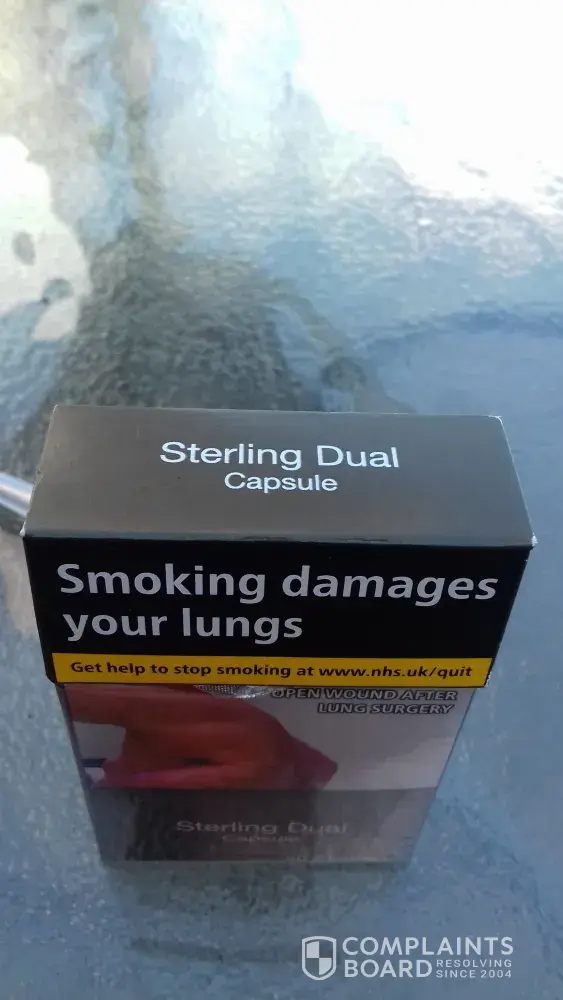 Sterling Dual
Capsule
Smoking damages
your lungs
Get help to stop smoking at www.nhs.uk/quit
OPEN WOUND AFTER
LUNG SURGERY
Sterling Dual
Capsule
COMPLAINTS
BOARD RESOLVING
SINCE 2004